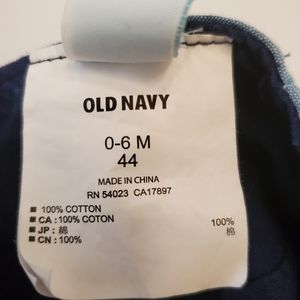 OLD NAVY
0-6 M
44
MADE IN CHINA
RN 54023 CA17897
100% COTTON
CA : 100% COTON
JP : 綿 100%
CN : 100% 棉